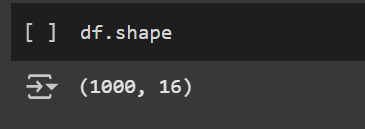 [ ] df.shape
(1000, 16)